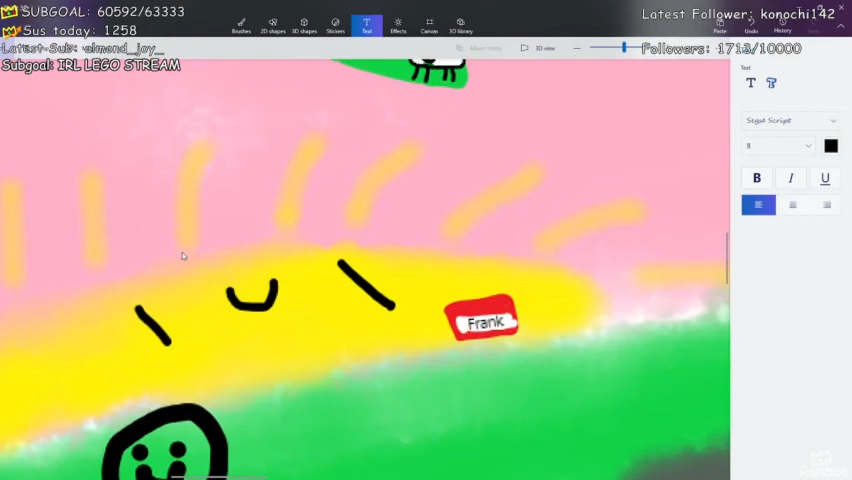 SUBGOAL: 60592/63333
Sus today: 1258
Latest Sub: almond_joy_
Subgoal: IRL LEGO STREAM
Latest Follower: konochi142
Followers: 1713/10000
Brushes
2D shapes
3D shapes
Stickers
Text
Effects
Canvas
3D library
Paste
Undo
History
3D view
Text
Segoe Script
8
B
I
U
Frank